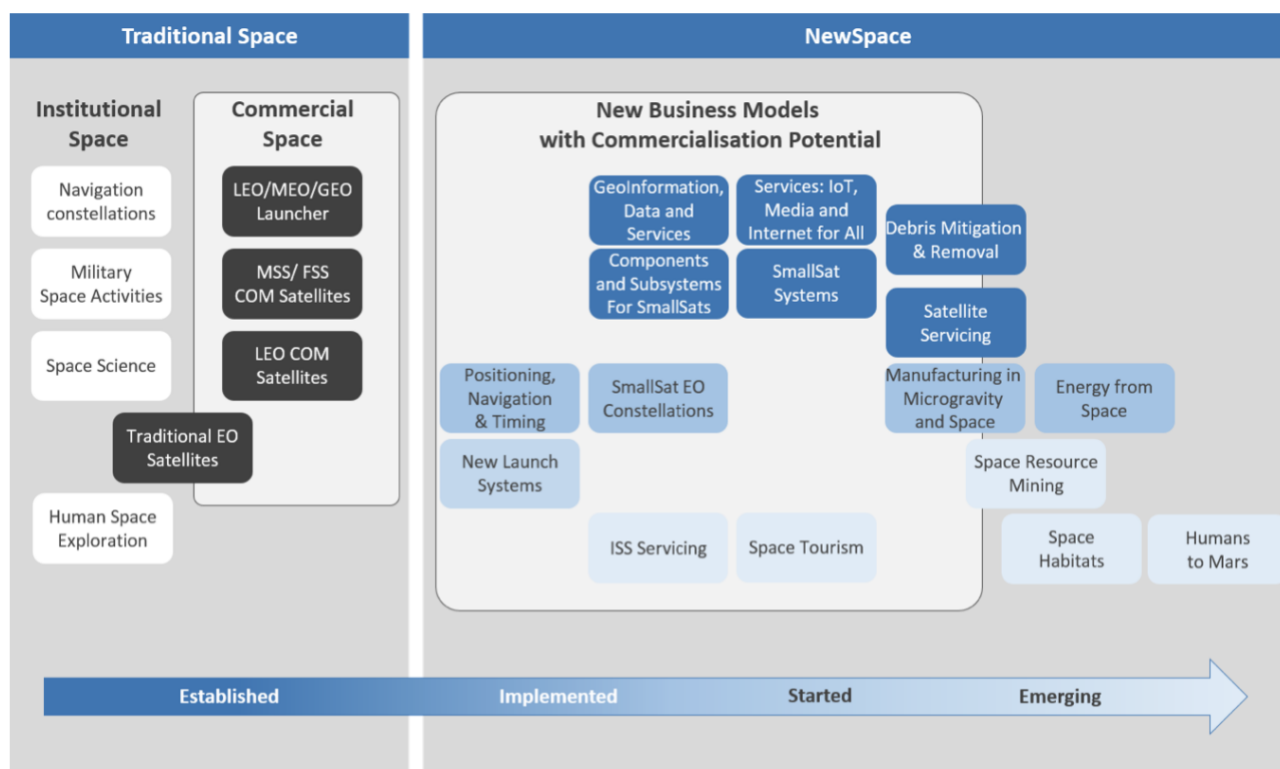 Traditional Space
NewSpace
Institutional
Space
Commercial
Space
Navigation
constellations
LEO/MEO/GEO
Launcher
Military
Space Activities
MSS/ FSS
COM Satellites
Space Science
LEO COM
Satellites
Traditional EO
Satellites
Human Space
Exploration
New Business Models
with Commercialisation Potential
GeoInformation,
Data and
Services
Services: IoT,
Media and
Internet for All
Debris Mitigation
& Removal
Components
and Subsystems
For SmallSats
SmallSat
Systems
Satellite
Servicing
Positioning,
Navigation
& Timing
SmallSat EO
Constellations
Manufacturing in
Microgravity
and Space
Energy from
Space
New Launch
Systems
Space Resource
Mining
ISS Servicing
Space Tourism
Space
Habitats
Humans
to Mars
Established
Implemented
Started
Emerging